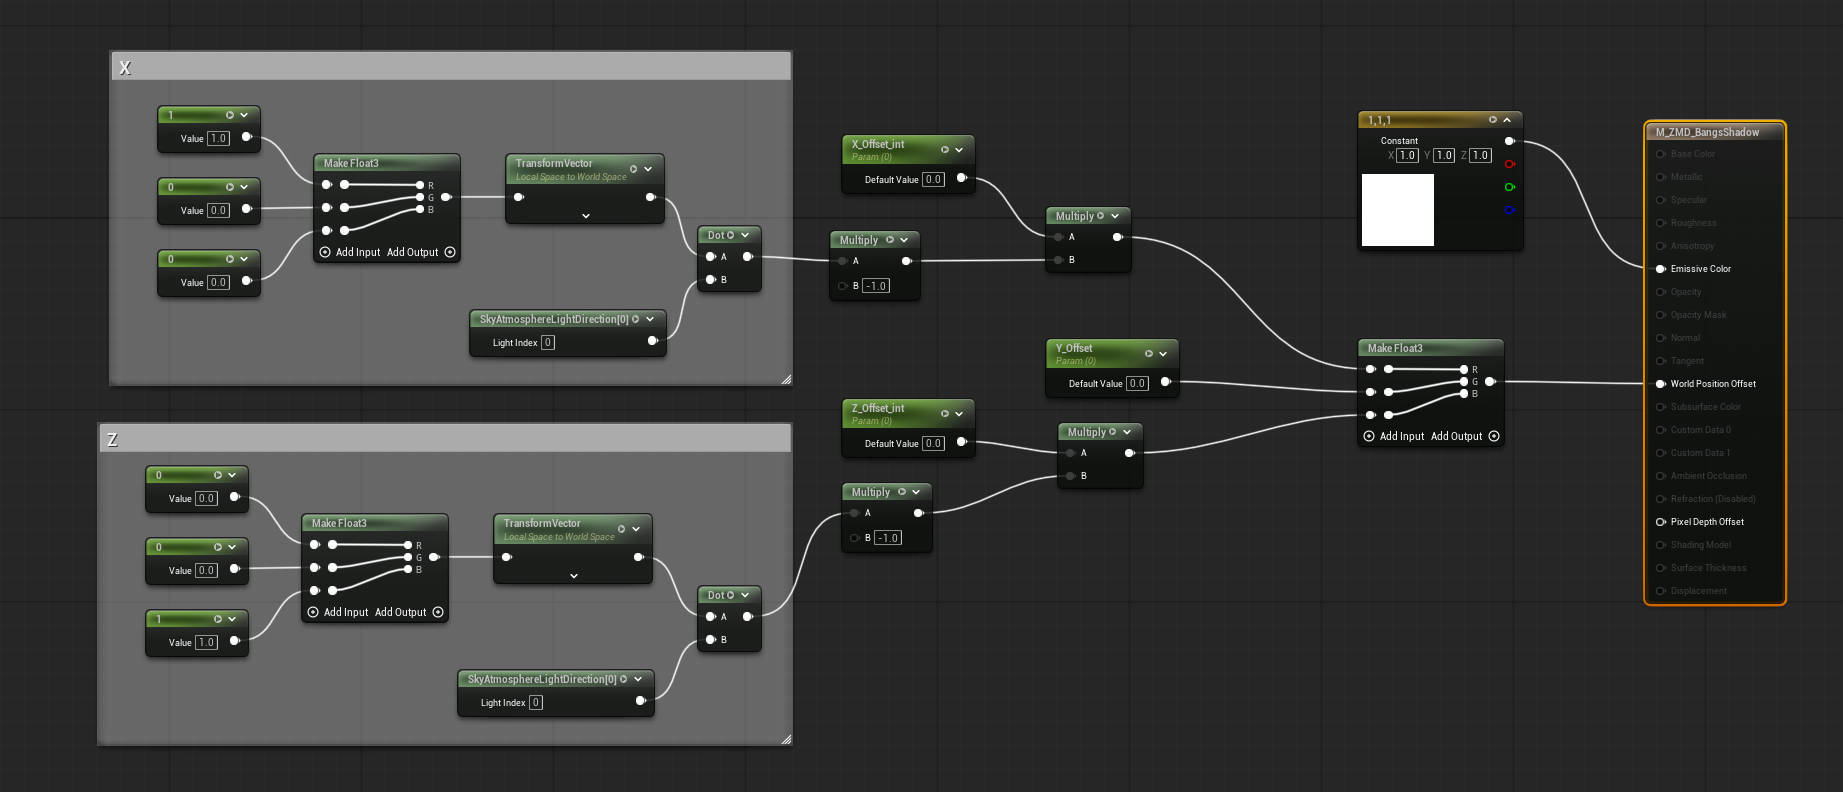 X
1
Value 1.0
0
Value 0.0
0
Value 0.0
Make Float3
R
G
B
Add Input Add Output
TransformVector
Local Space to World Space
Dot
A
B
SkyAtmosphereLightDirection[0]
Light Index 0
Z
0
Value 0.0
0
Value 0.0
1
Value 1.0
Make Float3
R
G
B
Add Input Add Output
TransformVector
Local Space to World Space
Dot
A
B
SkyAtmosphereLightDirection[0]
Light Index 0
X_Offset_int
Param (0)
Default Value 0.0
Multiply
A
B -1.0
Multiply
A
B
Y_Offset
Param (0)
Default Value 0.0
Z_Offset_int
Param (0)
Default Value 0.0
Multiply
A
B -1.0
Multiply
A
B
1,1,1
Constant
X 1.0 Y 1.0 Z 1.0
Make Float3
R
G
B
Add Input Add Output
M_ZMD_BangsShadow
Base Color
Metallic
Specular
Roughness
Anisotropy
Emissive Color
Opacity
Opacity Mask
Normal
Tangent
World Position Offset
Subsurface Color
Custom Data 0
Custom Data 1
Ambient Occlusion
Refraction (Disabled)
Pixel Depth Offset
Shading Model
Surface Thickness
Displacement